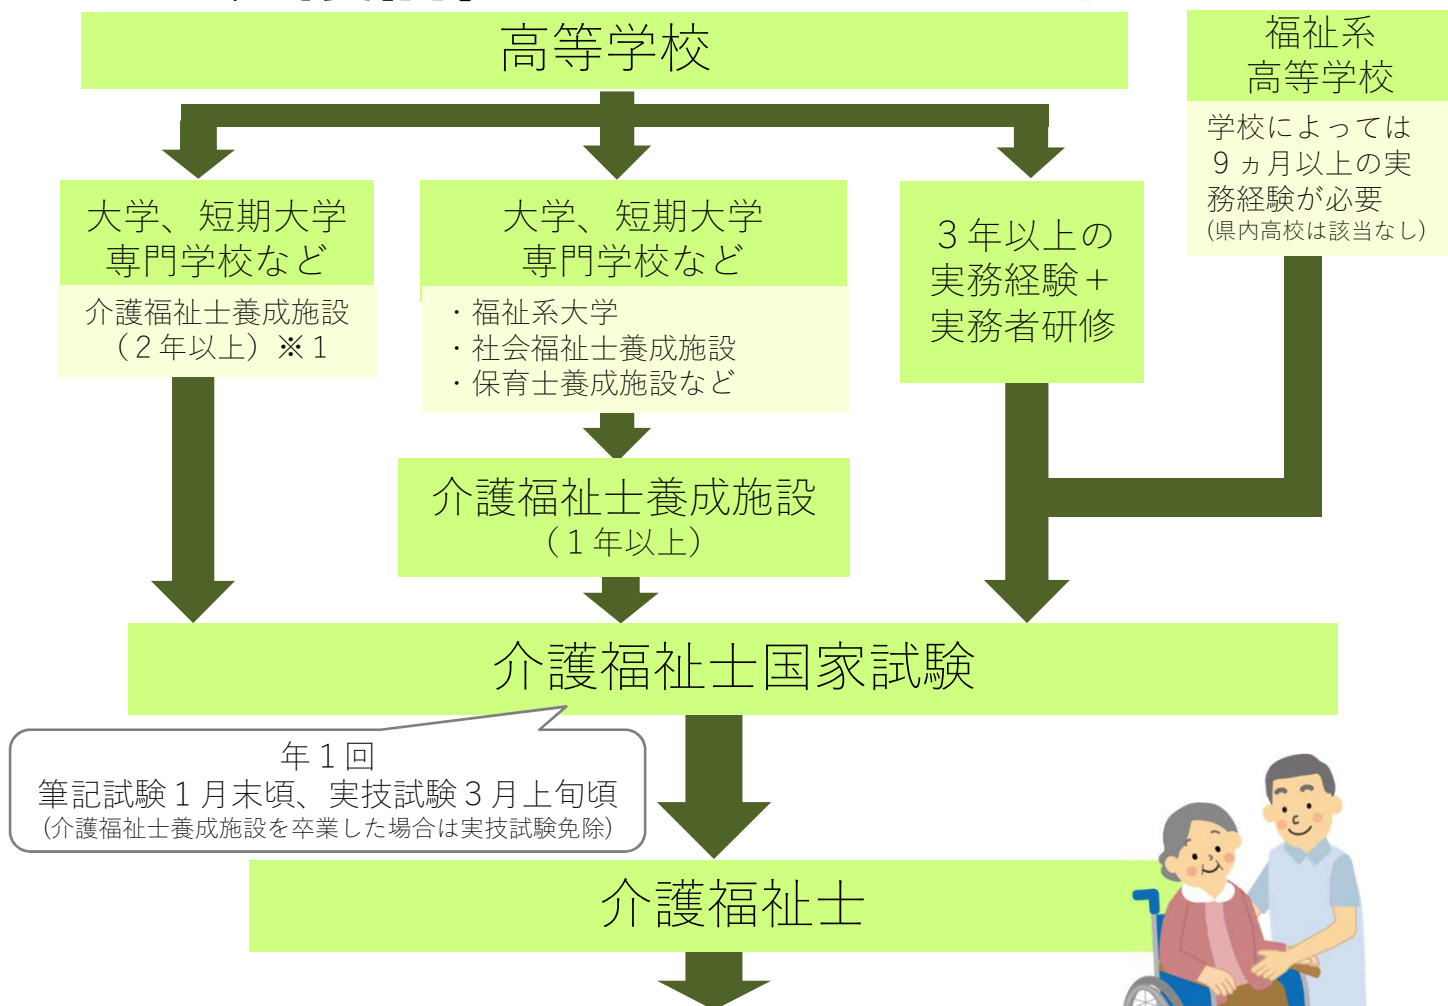 高等学校
福祉系
高等学校
学校によっては
９ヵ月以上の実
務経験が必要
(県内高校は該当なし)
大学、短期大学
専門学校など
介護福祉士養成施設
（２年以上）※１
大学、短期大学
専門学校など
・福祉系大学
・社会福祉士養成施設
・保育士養成施設など
３年以上の
実務経験＋
実務者研修
介護福祉士養成施設
（１年以上）
介護福祉士国家試験
年１回
筆記試験１月末頃、実技試験３月上旬頃
(介護福祉士養成施設を卒業した場合は実技試験免除)
介護福祉士